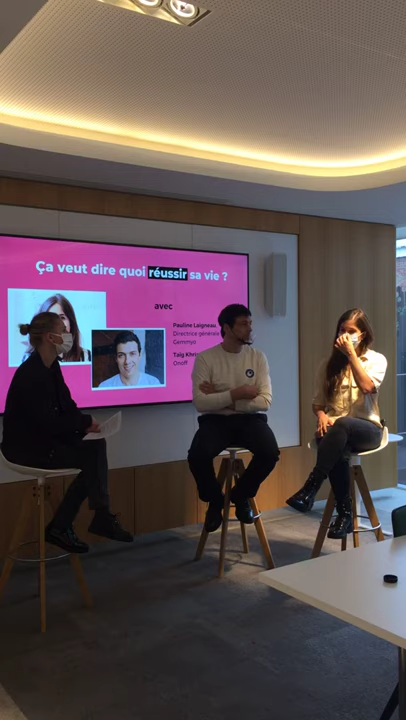 Ça veut dire quoi réussir sa vie ?
avec
Pauline Laigneau
Directrice générale
Gemmyo
Taïg Khris
Onoff